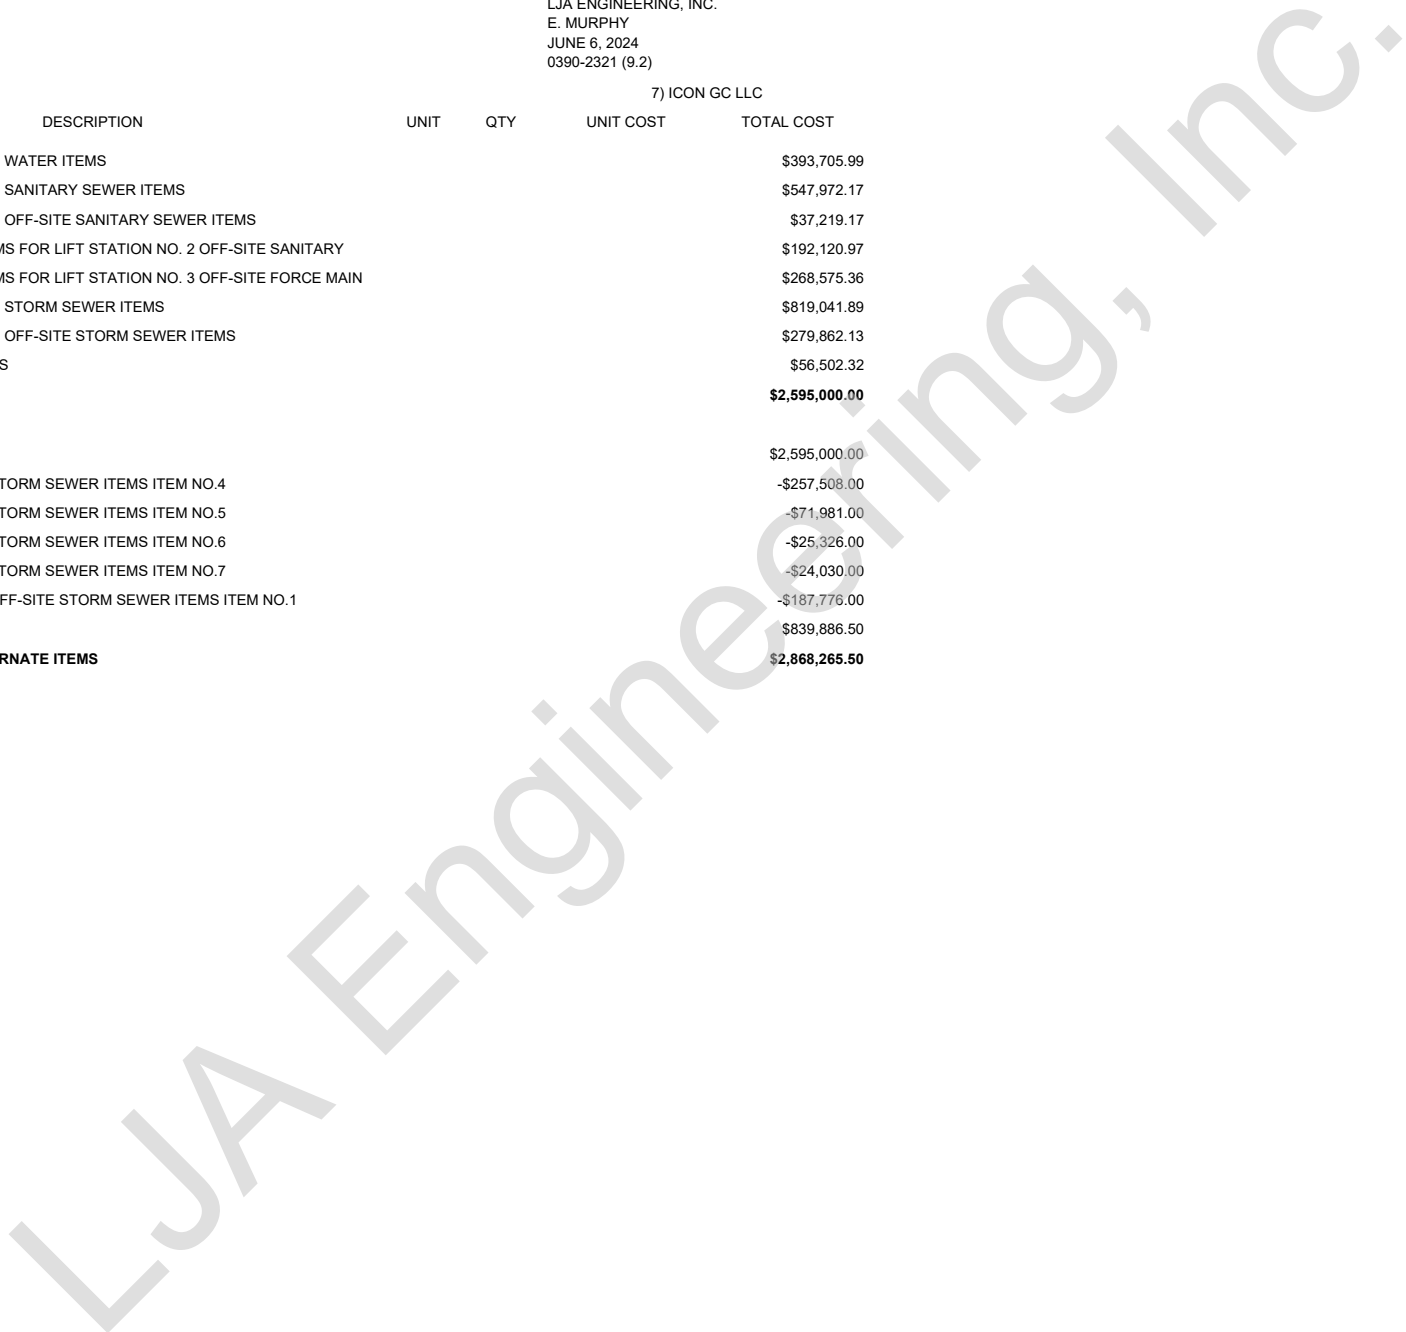 LJA ENGINEERING, INC.
E. MURPHY
JUNE 6, 2024
0390-2321 (9.2)
7) ICON GC LLC
DESCRIPTION UNIT QTY UNIT COST TOTAL COST
WATER ITEMS $393,705.99
SANITARY SEWER ITEMS $547,972.17
OFF-SITE SANITARY SEWER ITEMS $37,219.17
MS FOR LIFT STATION NO. 2 OFF-SITE SANITARY $192,120.97
MS FOR LIFT STATION NO. 3 OFF-SITE FORCE MAIN $268,575.36
STORM SEWER ITEMS $819,041.89
OFF-SITE STORM SEWER ITEMS $279,862.13
S $56,502.32
$2,595,000.00
$2,595,000.00
TORM SEWER ITEMS ITEM NO.4 -$257,508.00
TORM SEWER ITEMS ITEM NO.5 -$71,981.00
TORM SEWER ITEMS ITEM NO.6 -$25,326.00
TORM SEWER ITEMS ITEM NO.7 -$24,030.00
FF-SITE STORM SEWER ITEMS ITEM NO.1 -$187,776.00
$839,886.50
RNATE ITEMS $2,868,265.50
LJA Engineering, Inc.